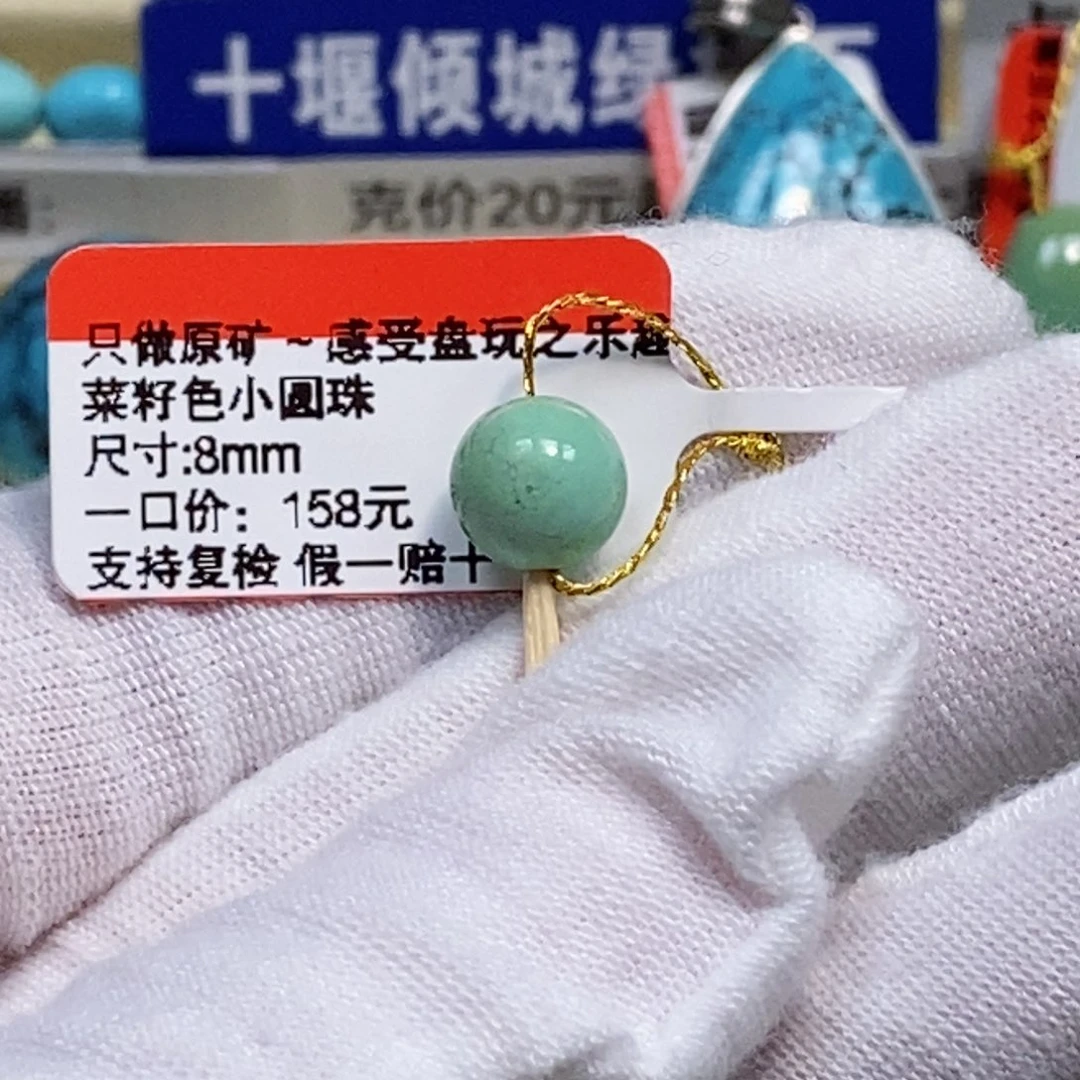 十堰倾城绿
克价20元
只做原矿 ~ 感受盘玩之乐趣
菜籽色小圆珠
尺寸:8mm
一口价：158元
支持复检 假一赔十